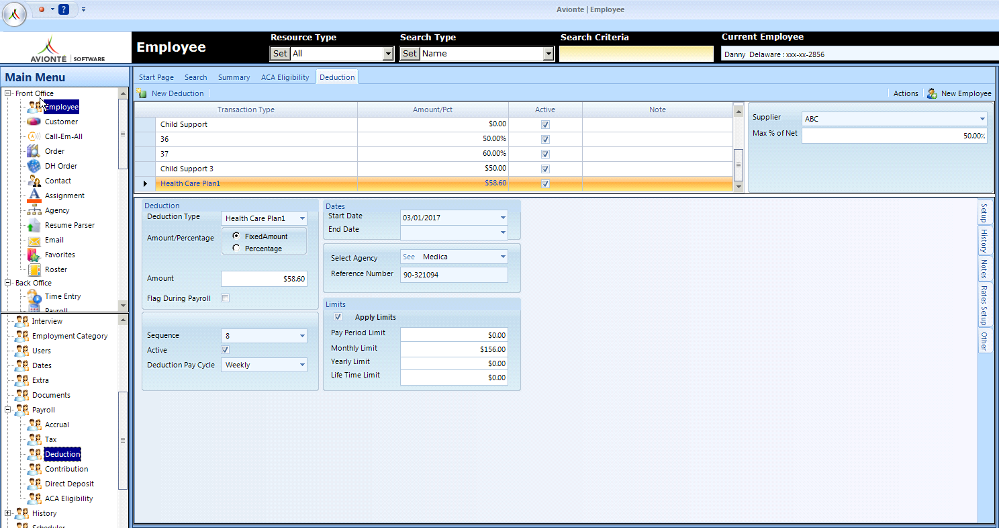 Avionte | Employee
?
AVIONTÉ | SOFTWARE
Employee
Resource Type
Set All
Search Type
Set Name
Search Criteria
Current Employee
Danny Delaware : xxx-xx-2856
Main Menu
Front Office
Employee
Customer
Call-Em-All
Order
DH Order
Contact
Assignment
Agency
Resume Parser
Email
Favorites
Roster
Back Office
Time Entry
Payroll
Interview
Employment Category
Users
Dates
Extra
Documents
Payroll
Accrual
Tax
Deduction
Contribution
Direct Deposit
ACA Eligibility
History
Scheduler
Start Page Search Summary ACA Eligibility Deduction
New Deduction Actions New Employee
Transaction Type Amount/Pct Active Note
Child Support $0.00
36 50.00%
37 60.00%
Child Support 3 $50.00
Health Care Plan1 $58.60
Supplier ABC
Max % of Net 50.00%
Deduction
Deduction Type Health Care Plan1
Amount/Percentage FixedAmount
Percentage
Amount $58.60
Flag During Payroll
Sequence 8
Active
Deduction Pay Cycle Weekly
Dates
Start Date 03/01/2017
End Date
Select Agency See Medica
Reference Number 90-321094
Limits
Apply Limits
Pay Period Limit $0.00
Monthly Limit $156.00
Yearly Limit $0.00
Life Time Limit $0.00
Setup
History
Notes
Rates Setup
Other